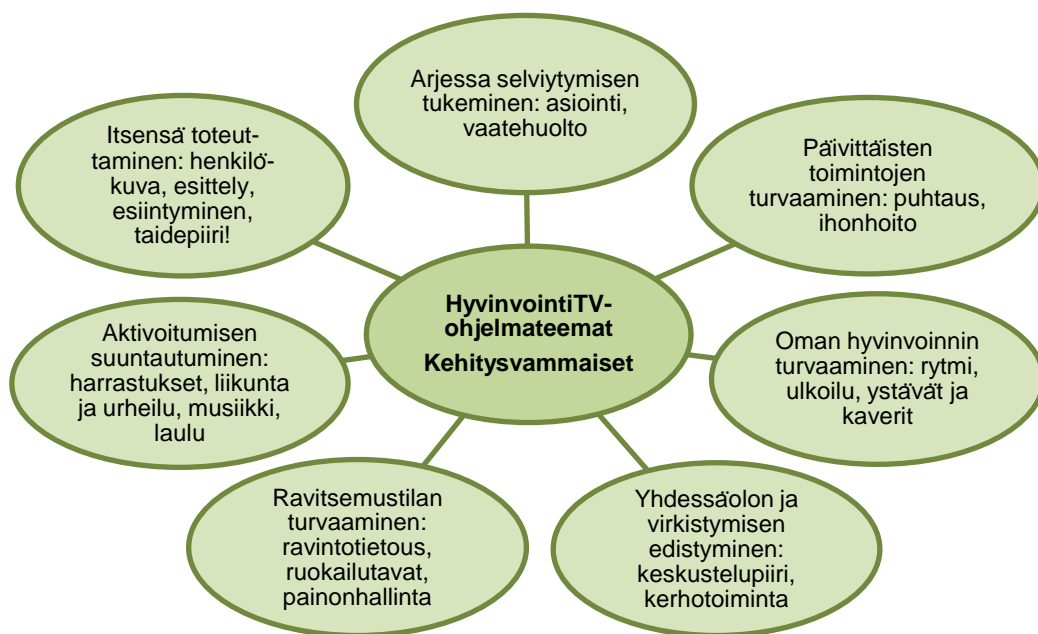 Arjessa selviytymisen
tukeminen: asiointi,
vaatehuolto
Itsensä toteut-
taminen: henkilö-
kuva, esittely,
esiintyminen,
taidepiiri!
Päivittäisten
toimintojen
turvaaminen: puhtaus,
ihonhoito
HyvinvointiTV-
ohjelmateemat
Kehitysvammaiset
Aktivoitumisen
suuntautuminen:
harrastukset, liikunta
ja urheilu, musiikki,
laulu
Oman hyvinvoinnin
turvaaminen: rytmi,
ulkoilu, ystävät ja
kaverit
Ravitsemustilan
turvaaminen:
ravintotietous,
ruokailutavat,
painonhallinta
Yhdessäolon ja
virkistymisen
edistyminen:
keskustelupiiri,
kerhotoiminta